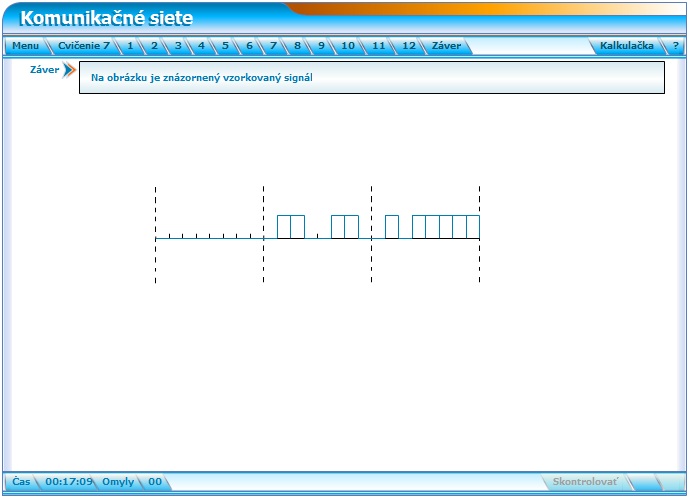 Komunikačné siete
Menu Cvičenie 7 1 2 3 4 5 6 7 8 9 10 11 12 Záver Kalkulačka ?
Záver
Na obrázku je znázornený vzorkovaný signál
Čas 00:17:09 Omyly 00 Skontrolovať